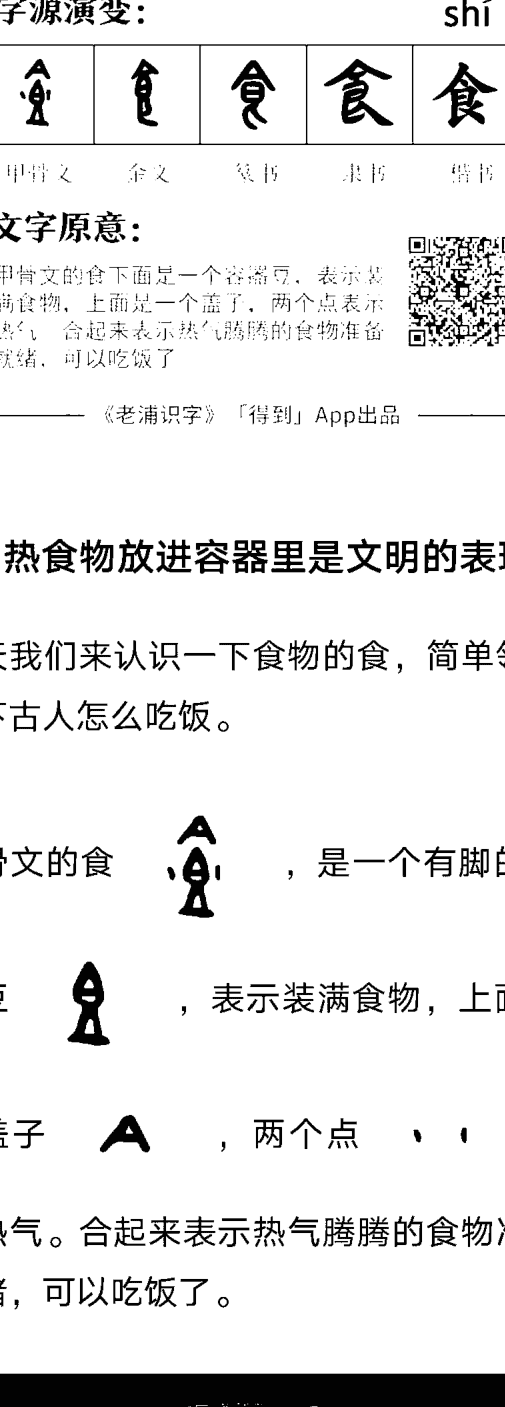 字源演变： shí
甲骨文 金文 篆书 隶书 楷书
文字原意：
甲骨文的食下面是一个容器豆，表示装
满食物，上面是一个盖子，两个点表示
热气 合起来表示热气腾腾的食物准备
就绪，可以吃饭了
《老浦识字》「得到」App出品
热食物放进容器里是文明的表现
天我们来认识一下食物的食，简单领
下古人怎么吃饭。
骨文的食 ，是一个有脚的
豆 ，表示装满食物，上面
盖子 ，两个点
热气。合起来表示热气腾腾的食物准
绪，可以吃饭了。